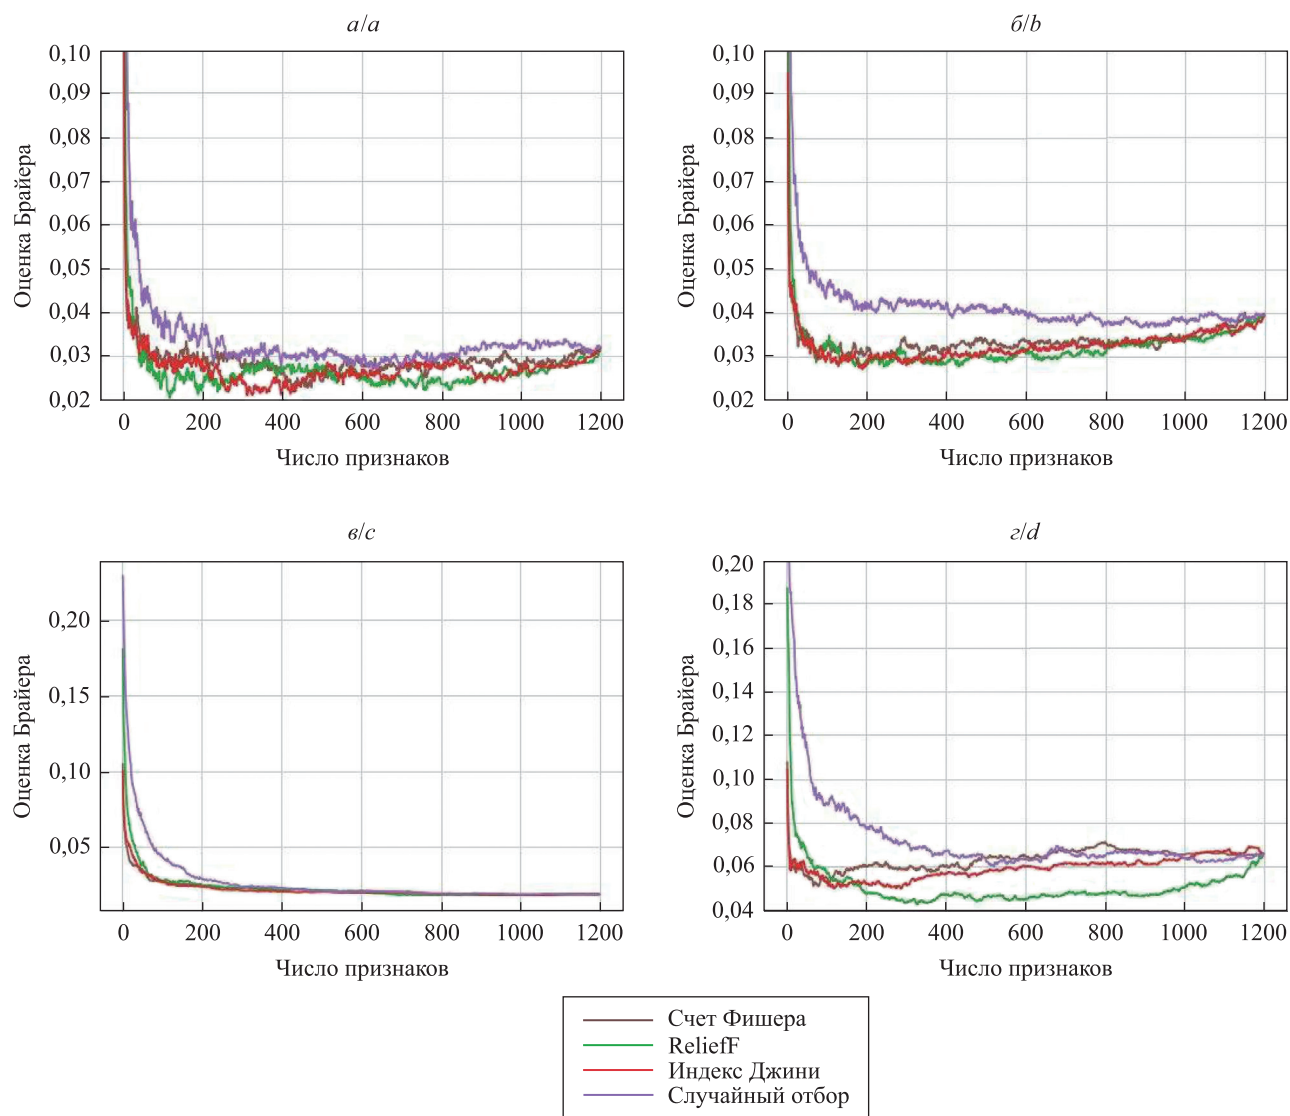 а/a
0,10
0,09
0,08
0,07
0,06
0,05
0,04
0,03
0,02
Оценка Брайера
0 200 400 600 800 1000 1200
Число признаков
б/b
0,10
0,09
0,08
0,07
0,06
0,05
0,04
0,03
0,02
Оценка Брайера
0 200 400 600 800 1000 1200
Число признаков
в/c
0,20
0,15
0,10
0,05
Оценка Брайера
0 200 400 600 800 1000 1200
Число признаков
г/d
0,20
0,18
0,16
0,14
0,12
0,10
0,08
0,06
0,04
Оценка Брайера
0 200 400 600 800 1000 1200
Число признаков
Счет Фишера
ReliefF
Индекс Джини
Случайный отбор